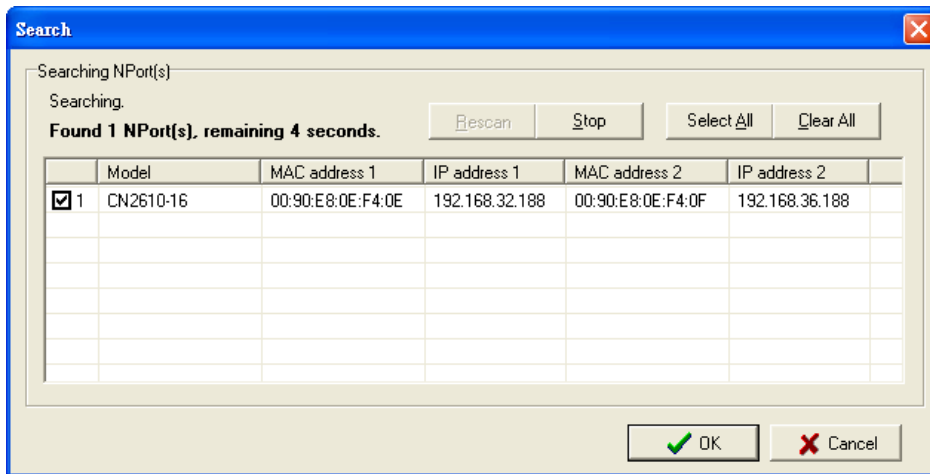 Search
Searching NPort(s)
Searching.
Found 1 NPort(s), remaining 4 seconds.
Rescan Stop Select All Clear All
Model MAC address 1 IP address 1 MAC address 2 IP address 2
1 CN2610-16 00:90:E8:0E:F4:0E 192.168.32.188 00:90:E8:0E:F4:0F 192.168.36.188
OK Cancel